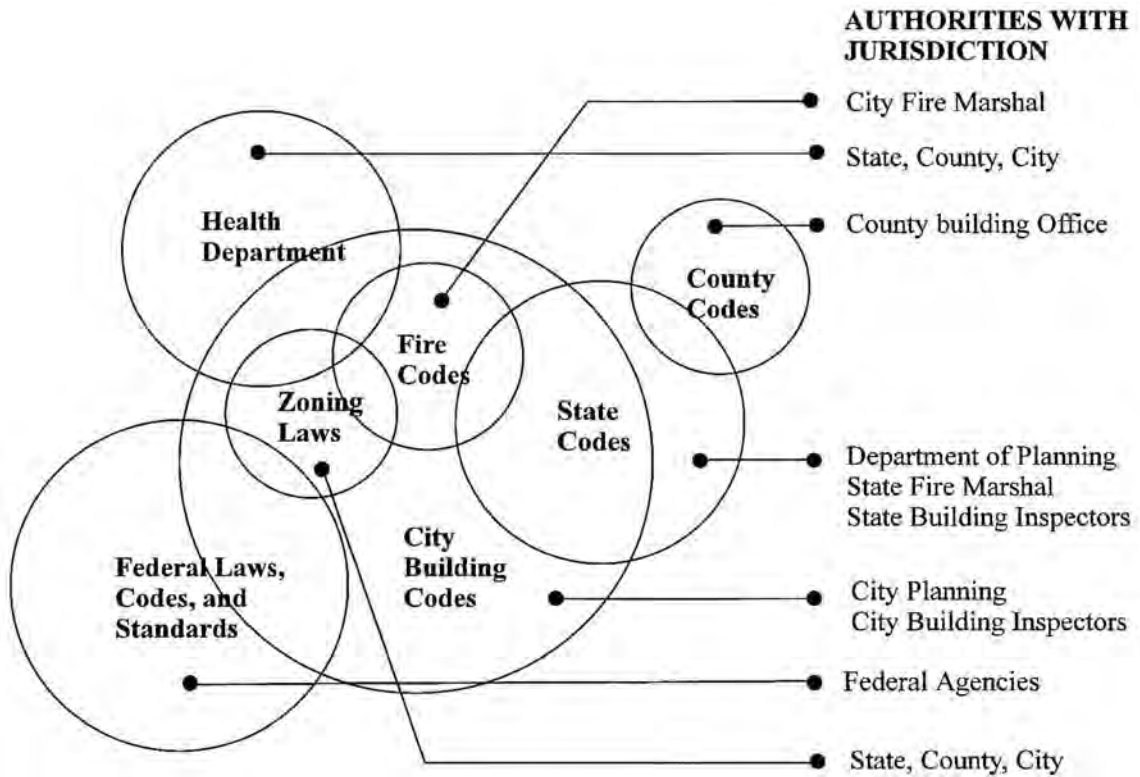 AUTHORITIES WITH
JURISDICTION
City Fire Marshal
State, County, City
Health
Department
County building Office
County
Codes
Fire
Codes
Zoning
Laws
State
Codes
Department of Planning
State Fire Marshal
State Building Inspectors
City
Building
Codes
Federal Laws,
Codes, and
Standards
City Planning
City Building Inspectors
Federal Agencies
State, County, City